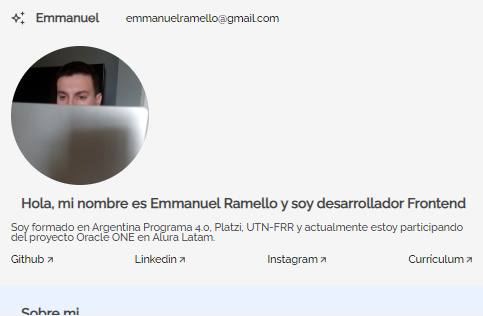 Emmanuel emmanuelramello@gmail.com
Hola, mi nombre es Emmanuel Ramello y soy desarrollador Frontend
Soy formado en Argentina Programa 4.0, Platzi, UTN-FRR y actualmente estoy participando
del proyecto Oracle ONE en Alura Latam.
Github Linkedin Instagram Currículum
Sobre mi